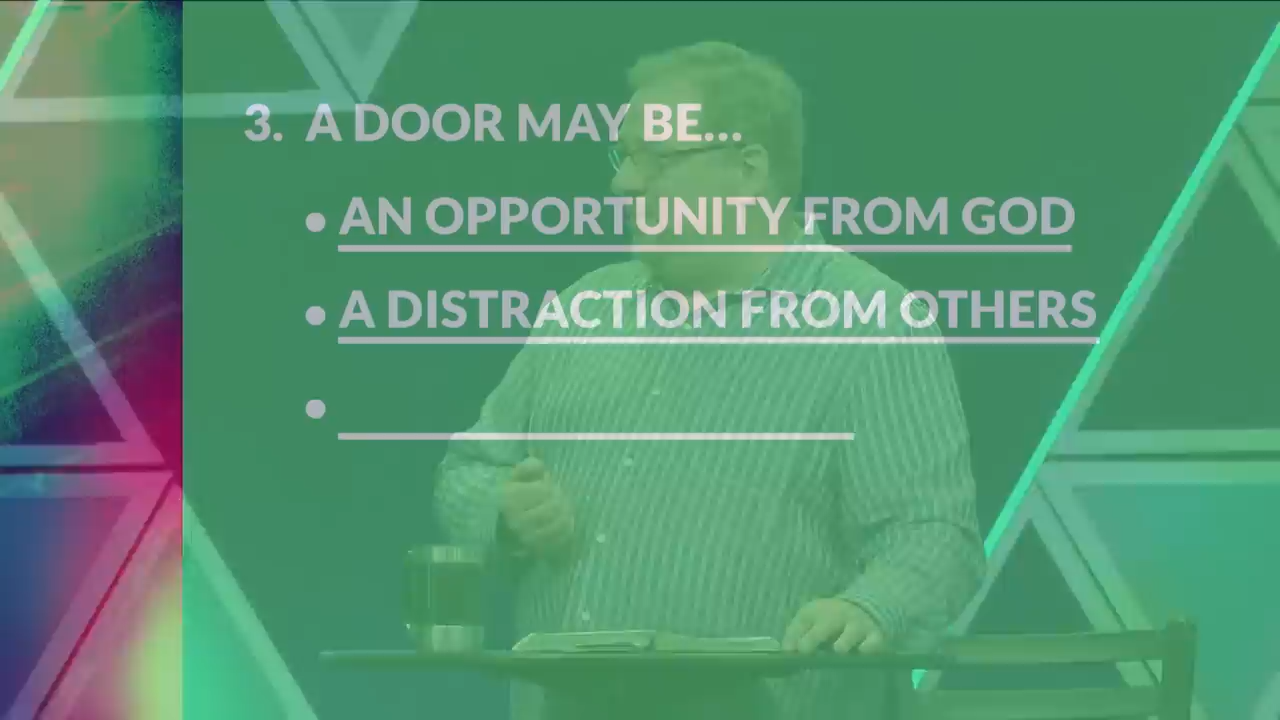 3. A DOOR MAY BE...
• AN OPPORTUNITY FROM GOD
• A DISTRACTION FROM OTHERS
•